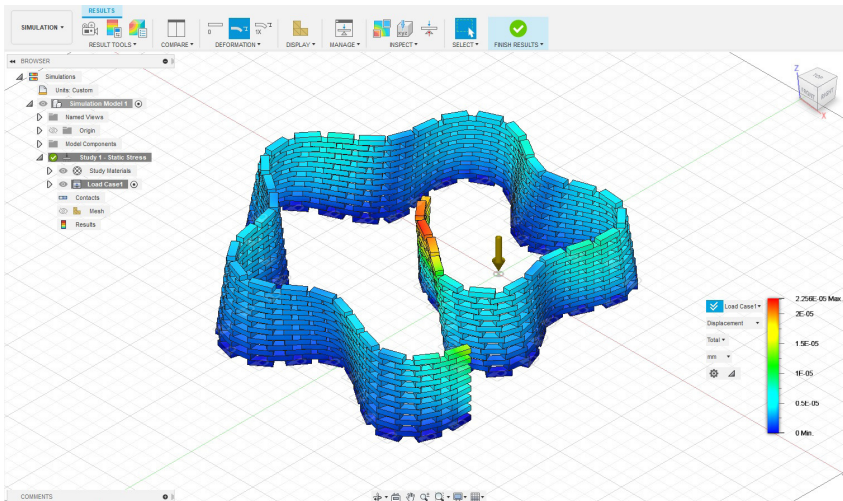 RESULTS
SIMULATION ▾
RESULT TOOLS ▾
COMPARE ▾
0
1X
DEFORMATION ▾
DISPLAY ▾
MANAGE ▾
INSPECT ▾
SELECT ▾
FINISH RESULTS ▾
BROWSER
Simulations
Units: Custom
Simulation Model 1
Named Views
Origin
Model Components
Study 1 - Static Stress
Study Materials
Load Case1
Contacts
Mesh
Results
Z
TOP
FRONT
RIGHT
X
Load Case1 ▾
Displacement ▾
Total ▾
mm ▾
2.256E-05 Max.
2E-05
1.5E-05
1E-05
0.5E-05
0 Min.
COMMENTS